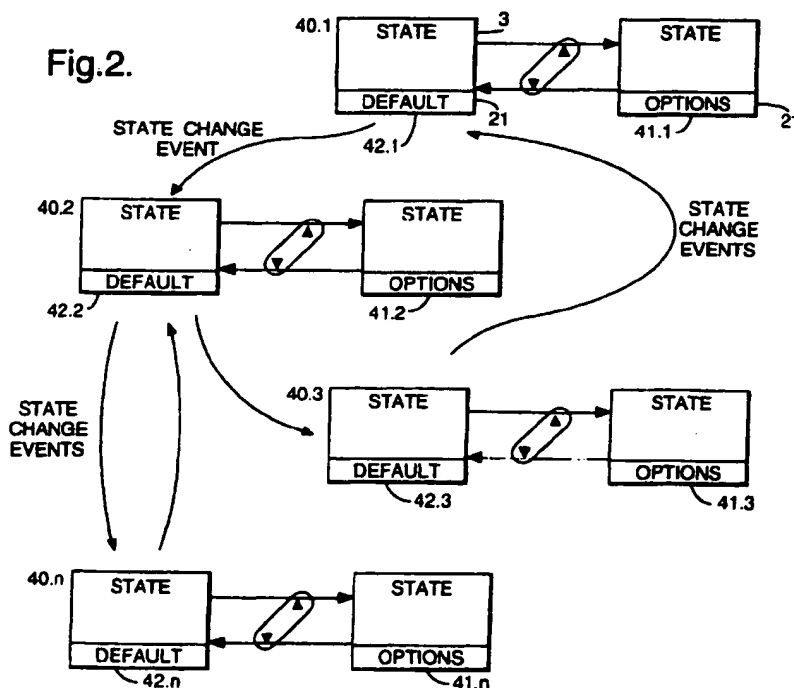 Fig.2.
40.1
STATE
3
STATE
DEFAULT
21
OPTIONS
42.1
41.1
STATE CHANGE
EVENT
40.2
STATE
STATE
DEFAULT
OPTIONS
42.2
41.2
STATE
CHANGE
EVENTS
40.3
STATE
STATE
DEFAULT
OPTIONS
42.3
41.3
STATE
CHANGE
EVENTS
40.n
STATE
STATE
DEFAULT
OPTIONS
42.n
41.n